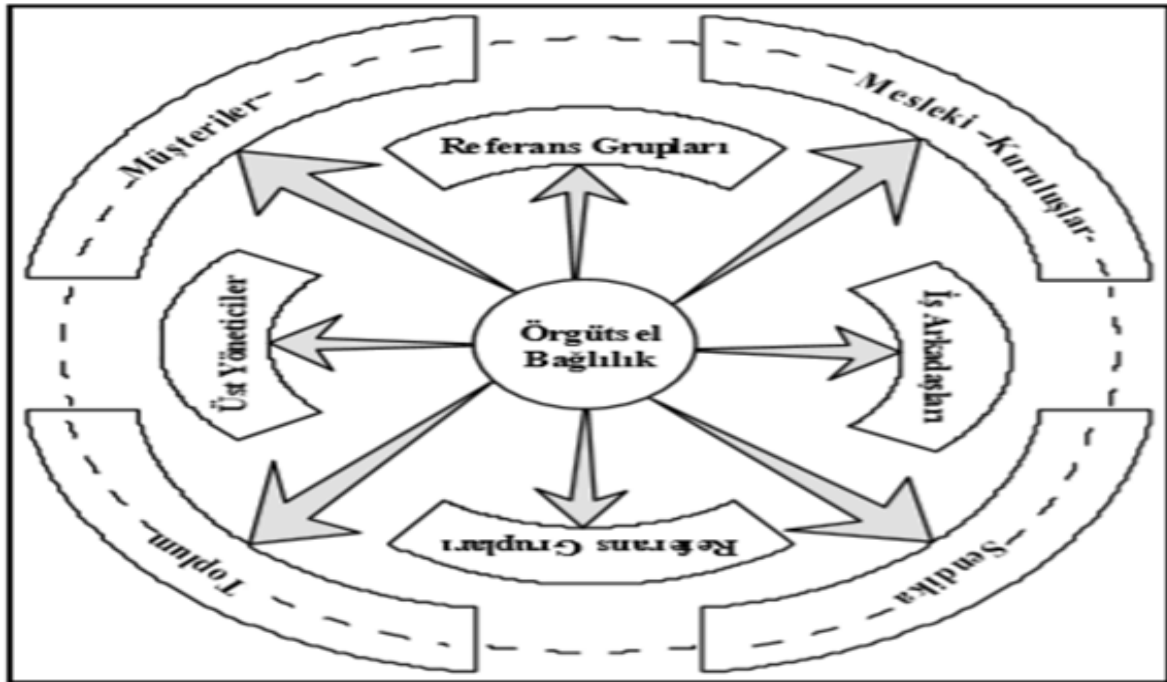 Müşteriler
Mesleki -Kuruluşlar
Referans Grupları
Üst Yöneticiler
Örgütsel
Bağlılık
İş Arkadaşları
Referans Grupları
Toplum
Sendika